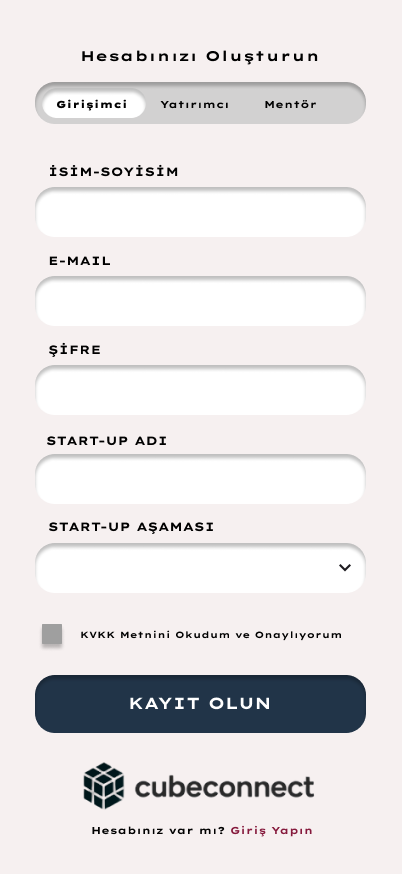 Hesabınızı Oluşturun
Girişimci Yatırımcı Mentör
İSİM-SOYİSİM
E-MAIL
ŞİFRE
START-UP ADI
START-UP AŞAMASI
KVKK Metnini Okudum ve Onaylıyorum
KAYIT OLUN
cubeconnect
Hesabınız var mı? Giriş Yapın